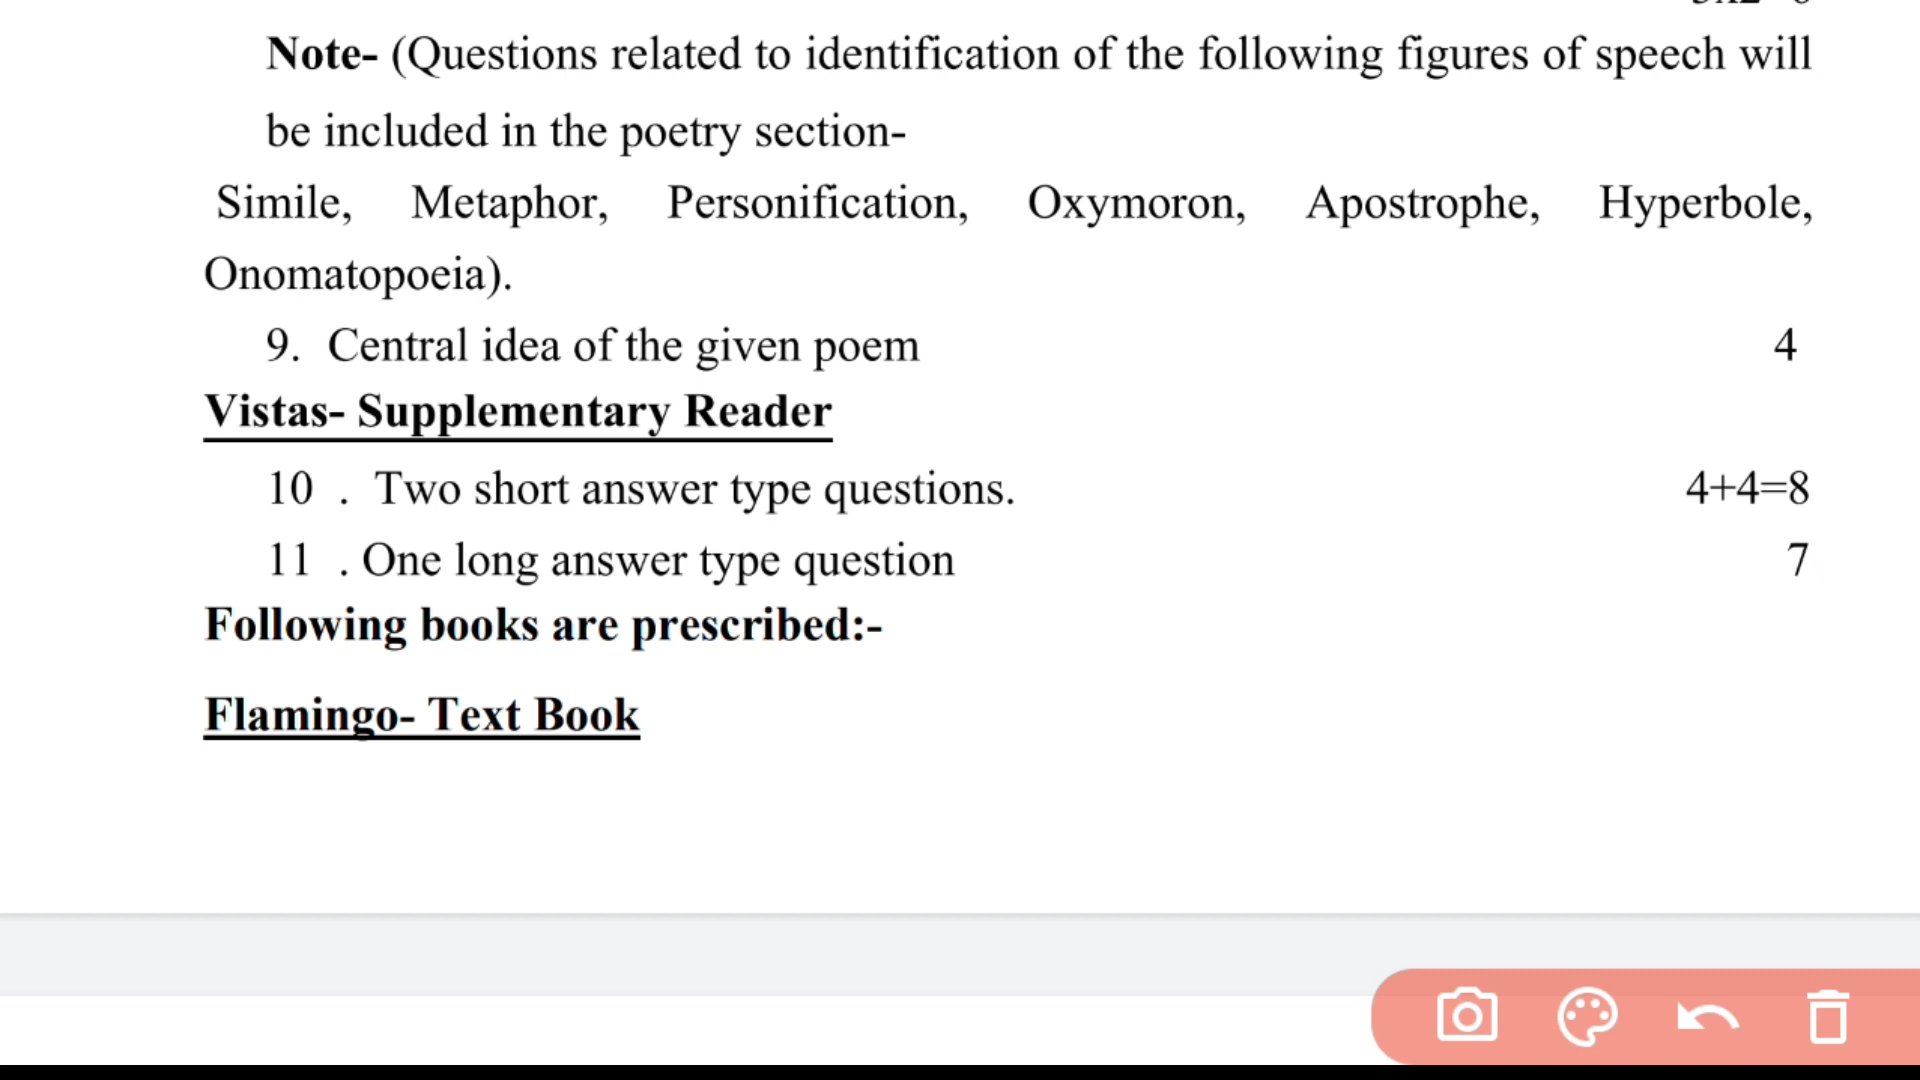 Note- (Questions related to identification of the following figures of speech will
be included in the poetry section-
Simile, Metaphor, Personification, Oxymoron, Apostrophe, Hyperbole,
Onomatopoeia).
9. Central idea of the given poem 4
Vistas- Supplementary Reader
10 . Two short answer type questions. 4+4=8
11 . One long answer type question 7
Following books are prescribed:-
Flamingo- Text Book